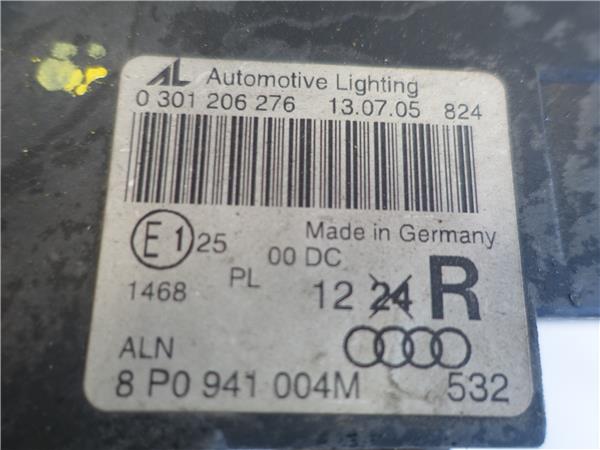 AL Automotive Lighting
0 301 206 276 13.07.05 824
E1 25 Made in Germany
PL 00 DC
1468 12 24 R
ALN
8 P0 941 004M 532